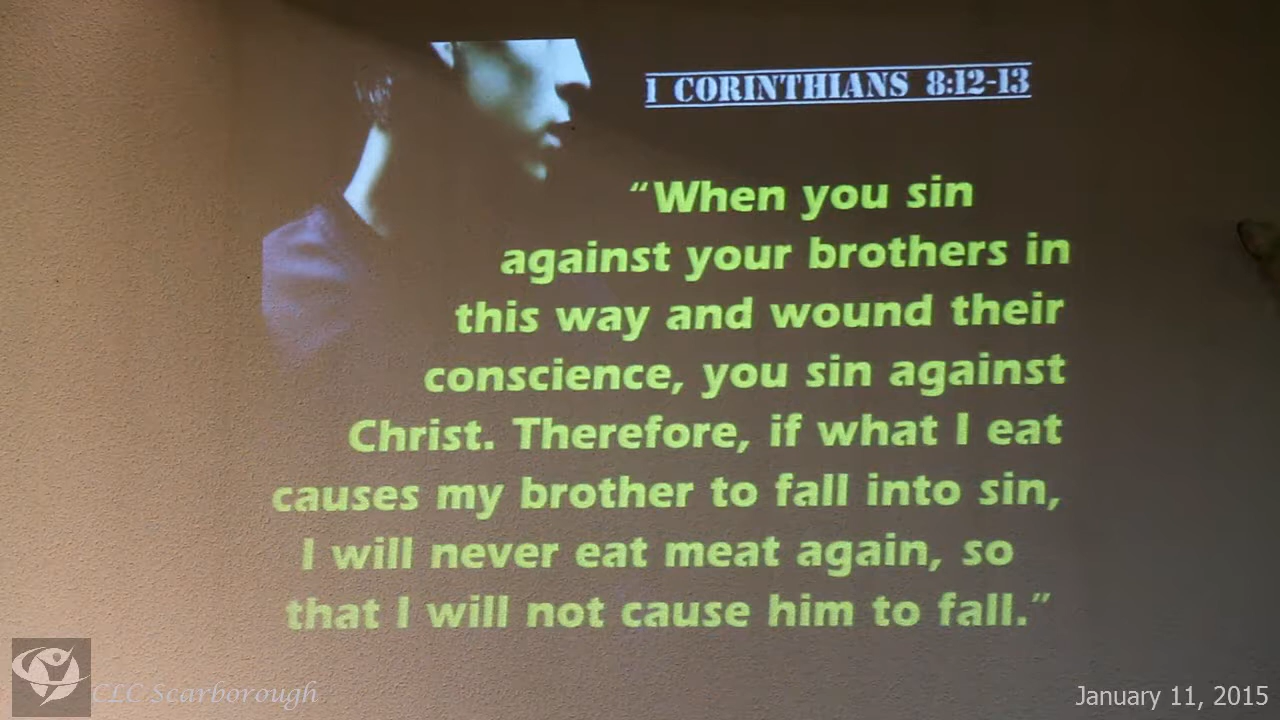 1 CORINTHIANS 8:12-13
“When you sin
against your brothers in
this way and wound their
conscience, you sin against
Christ. Therefore, if what I eat
causes my brother to fall into sin,
I will never eat meat again, so
that I will not cause him to fall.”
CLC Scarborough
January 11, 2015